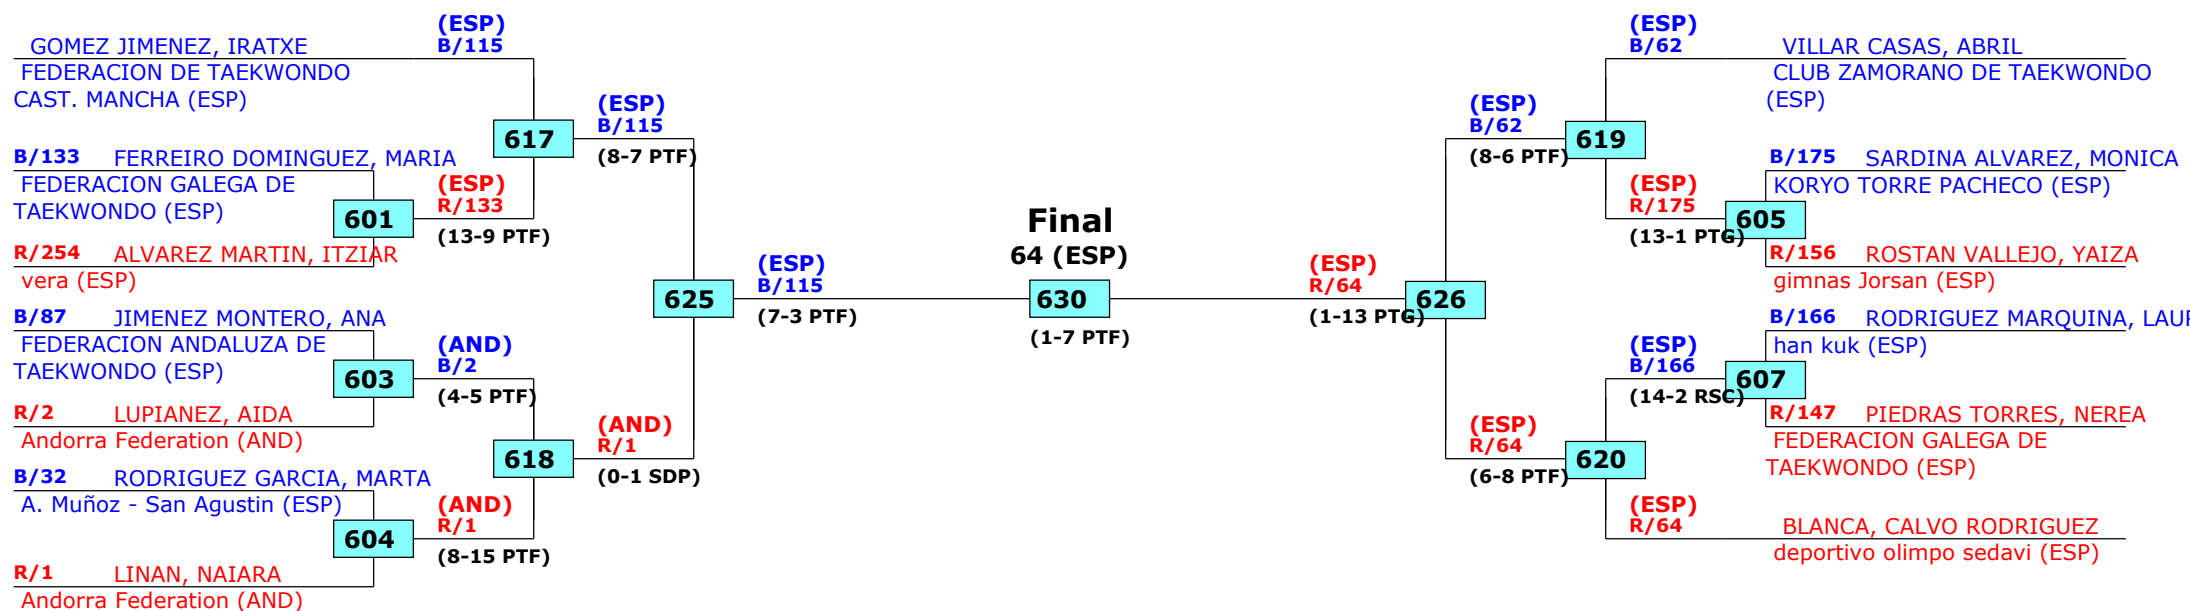 (ESP)
B/115
GOMEZ JIMENEZ, IRATXE
FEDERACION DE TAEKWONDO
CAST. MANCHA (ESP)
617
(ESP)
B/115
(8-7 PTF)
B/133 FERREIRO DOMINGUEZ, MARIA
FEDERACION GALEGA DE
TAEKWONDO (ESP)
601
(ESP)
R/133
(13-9 PTF)
R/254 ALVAREZ MARTIN, ITZIAR
vera (ESP)
625
(ESP)
B/115
(7-3 PTF)
B/87 JIMENEZ MONTERO, ANA
FEDERACION ANDALUZA DE
TAEKWONDO (ESP)
603
(AND)
B/2
(4-5 PTF)
R/2 LUPIANEZ, AIDA
Andorra Federation (AND)
618
(AND)
R/1
(0-1 SDP)
B/32 RODRIGUEZ GARCIA, MARTA
A. Muñoz - San Agustin (ESP)
604
(AND)
R/1
(8-15 PTF)
R/1 LINAN, NAIARA
Andorra Federation (AND)
Final
64 (ESP)
630
(1-7 PTF)
(ESP)
R/64
(1-13 PTG)
626
(ESP)
B/62
VILLAR CASAS, ABRIL
CLUB ZAMORANO DE TAEKWONDO
(ESP)
(ESP)
B/62
(8-6 PTF)
619
B/175 SARDINA ALVAREZ, MONICA
KORYO TORRE PACHECO (ESP)
(ESP)
R/175
(13-1 PTG)
605
R/156 ROSTAN VALLEJO, YAIZA
gimnas Jorsan (ESP)
B/166 RODRIGUEZ MARQUINA,
han kuk (ESP)
(ESP)
B/166
(14-2 RSC)
607
R/147 PIEDRAS TORRES, NEREA
FEDERACION GALEGA DE
TAEKWONDO (ESP)
(ESP)
R/64
(6-8 PTF)
620
(ESP)
R/64
BLANCA, CALVO RODRIGUEZ
deportivo olimpo sedavi (ESP)